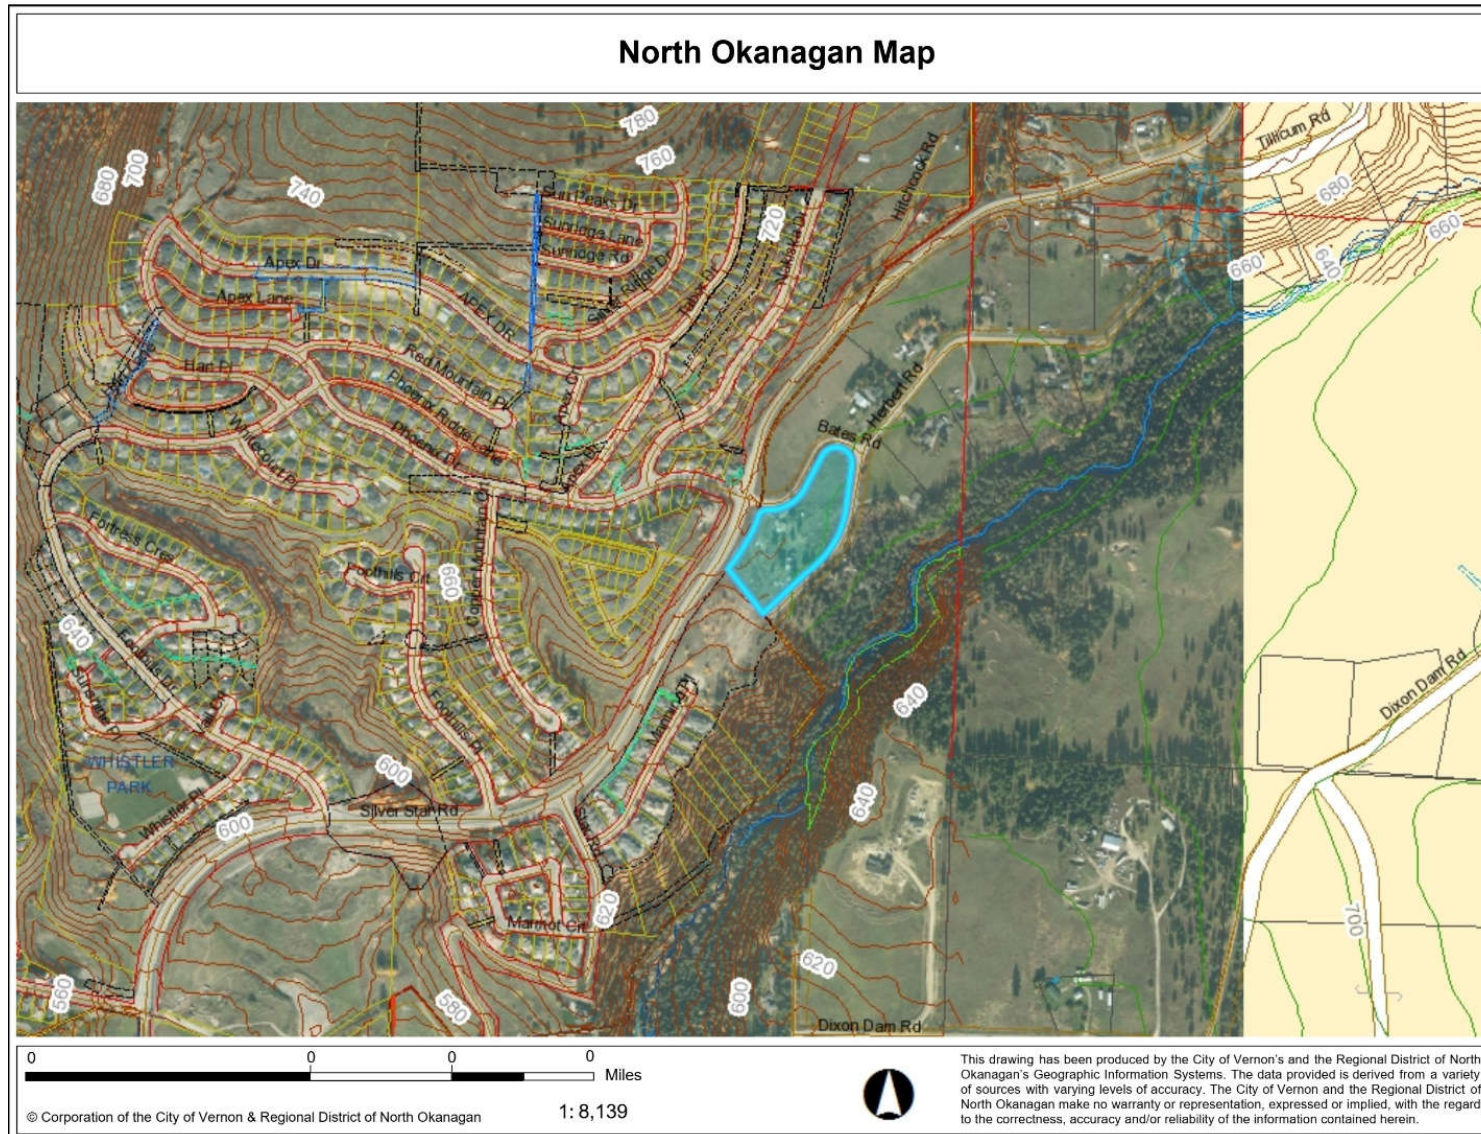 North Okanagan Map
780
760
740
700
680
720
Hitchcock Rd
Tillicum Rd
680
660
640
660
Sunridge Lane
Sunridge Rd
Apex Dr
Apex Lane
APEX DR
Red Mountain Pl
Phoenix Ridge Lane
Phoenix Dr
Whitecourt Pl
Herbert Rd
Bates Rd
Fortress Cres
Foothills Crt
660
640
Foothills Dr
Foothills Pl
640
640
Dixon Dam Rd
WHISTLER
PARK
Whistler Pl
600
600
Silver Star Rd
Marmot Crt
620
620
600
580
560
700
Dixon Dam Rd
0 0 0 0
Miles
© Corporation of the City of Vernon & Regional District of North Okanagan
1: 8,139
This drawing has been produced by the City of Vernon's and the Regional District of North
Okanagan's Geographic Information Systems. The data provided is derived from a variety
of sources with varying levels of accuracy. The City of Vernon and the Regional District of
North Okanagan make no warranty or representation, expressed or implied, with the regard
to the correctness, accuracy and/or reliability of the information contained herein.